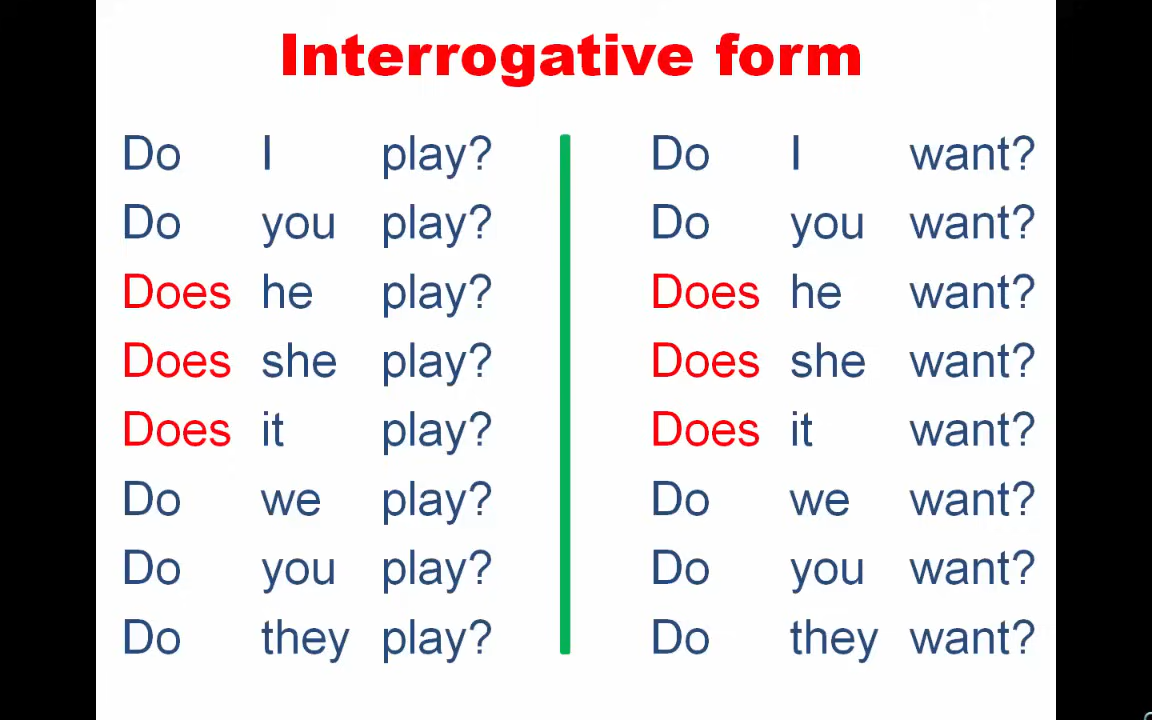 Interrogative form
Do I play?
Do you play?
Does he play?
Does she play?
Does it play?
Do we play?
Do you play?
Do they play?
Do I want?
Do you want?
Does he want?
Does she want?
Does it want?
Do we want?
Do you want?
Do they want?